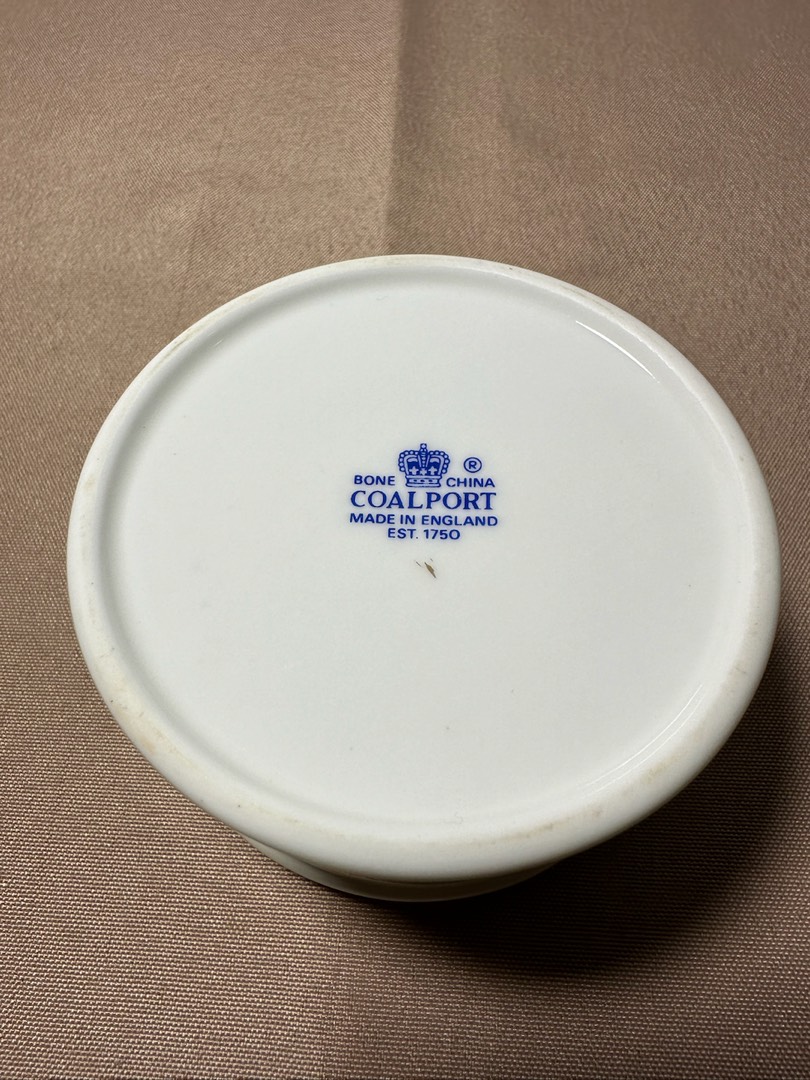 ®
BONE CHINA
COALPORT
MADE IN ENGLAND
EST. 1750